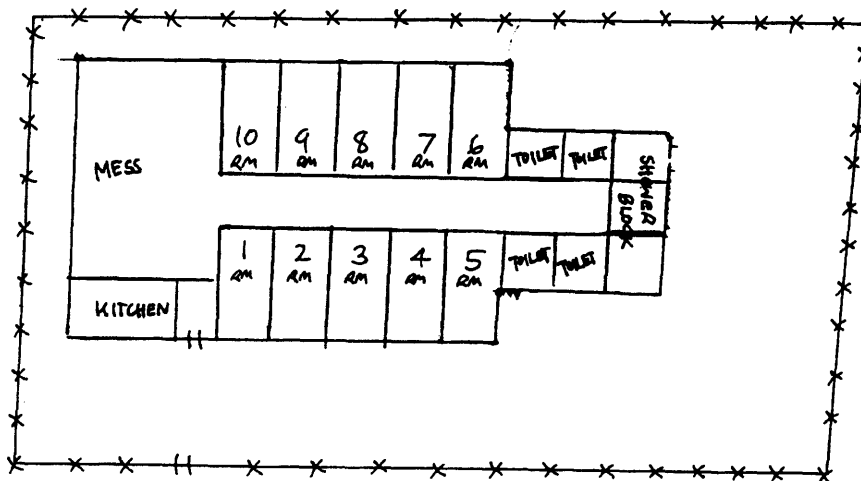 10 RM
9 RM
8 RM
7 RM
6 RM
TOILET
TOILET
SHOWER
BLOCK
MESS
1 RM
2 RM
3 RM
4 RM
5 RM
TOILET
TOILET
KITCHEN